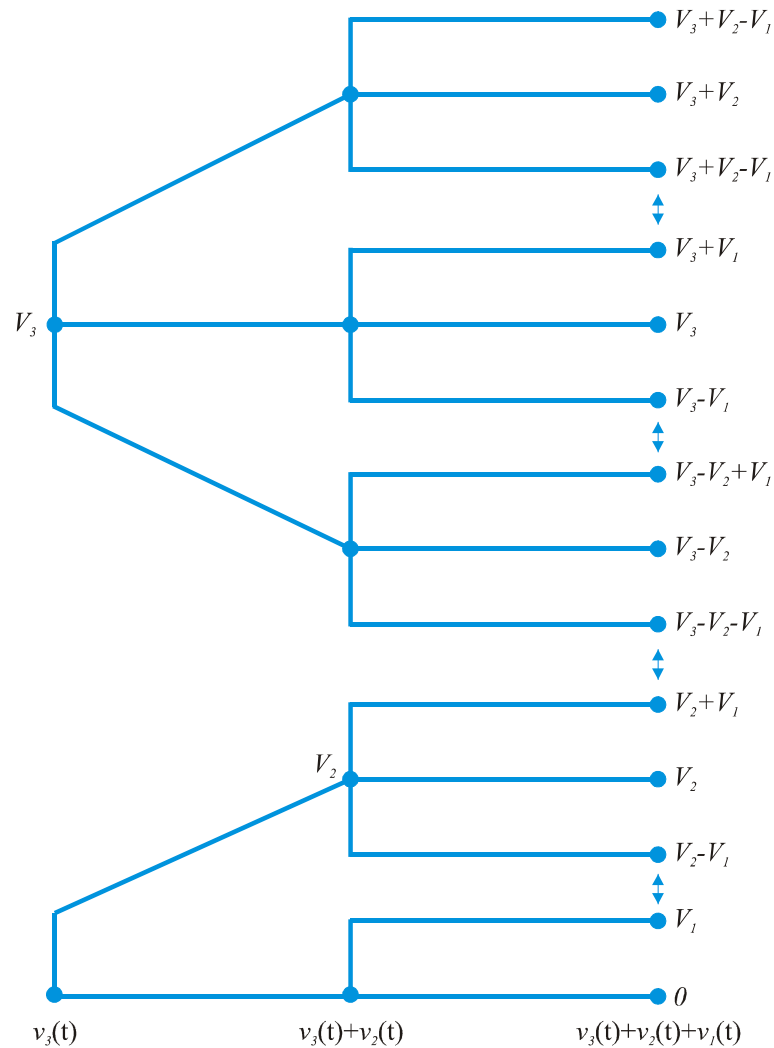 V₃+V₂-V₁
V₃+V₂
V₃+V₂-V₁
V₃+V₁
V₃
V₃
V₃-V₁
V₃-V₂+V₁
V₃-V₂
V₃-V₂-V₁
V₂+V₁
V₂
V₂
V₂-V₁
V₁
0
v₃(t)
v₃(t)+v₂(t)
v₃(t)+v₂(t)+v₁(t)